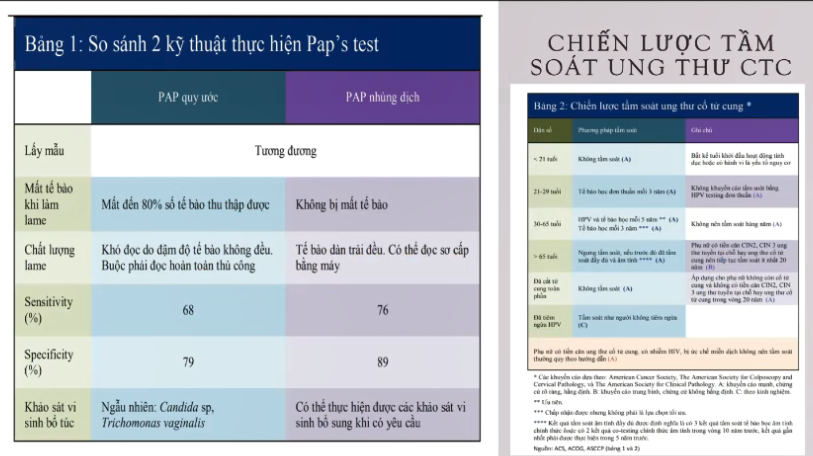 Bảng 1: So sánh 2 kỹ thuật thực hiện Pap's test
PAP quy ước
PAP nhúng dịch
Lấy mẫu
Tương đương
Mất tế bào
khi làm
lame
Mất đến 80% số tế bào thu thập được
Không bị mất tế bào
Chất lượng
lame
Khó đọc do đậm độ tế bào không đều.
Buộc phải đọc hoàn toàn thủ công
Tế bào dàn trải đều. Có thể đọc sơ cấp
bằng máy
Sensitivity
(%)
68
76
Specificity
(%)
79
89
Khảo sát vi
sinh bổ túc
Ngẫu nhiên: Candida sp,
Trichomonas vaginalis
Có thể thực hiện được các khảo sát vi
sinh bổ sung khi có yêu cầu
CHIẾN LƯỢC TẦM
SOÁT UNG THƯ CTC
Bảng 2: Chiến lược tầm soát ung thư cổ tử cung *
Dân số
Phương pháp tầm soát
Ghi chú
< 21 tuổi
Không tầm soát (A)
Bất kể tuổi khởi đầu hoạt động tình
dục hoặc có hành vi là yếu tố nguy cơ
21-29 tuổi
Tế bào học đơn thuần mỗi 3 năm (A)
Không khuyến cáo tầm soát bằng
HPV testing đơn thuần (A)
30-65 tuổi
HPV và tế bào học mỗi 5 năm ** (A)
Tế bào học mỗi 3 năm *** (A)
Không nên tầm soát hàng năm (A)
> 65 tuổi
Ngưng tầm soát, nếu trước đó đã tầm
soát đầy đủ và âm tính **** (A)
Phụ nữ có tiền căn CIN2, CIN 3 ung
thư tuyến tại chỗ hay ung thư cổ tử
cung nên tiếp tục tầm soát ít nhất 20
năm (B)
Đã cắt tử
cung toàn
phần
Không tầm soát (A)
Áp dụng cho phụ nữ không còn cổ tử
cung và không có tiền căn CIN2, CIN
3 ung thư tuyến tại chỗ hay ung thư cổ
tử cung trong vòng 20 năm (A)
Đã tiêm
ngừa HPV
Tầm soát như người không tiêm ngừa
(C)
Phụ nữ có tiền căn ung thư cổ tử cung, có nhiễm HIV, bị ức chế miễn dịch không nên tầm soát
thường quy theo hướng dẫn (A)
* Các khuyến cáo dựa theo: American Cancer Society, The American Society for Colposcopy and
Cervical Pathology, và The American Society for Clinical Pathology. A: khuyến cáo mạnh, chứng
cứ rõ ràng, hằng định. B: khuyến cáo trung bình, chứng cứ không hằng định. C: theo kinh nghiệm.
** Ưu tiên.
*** Chấp nhận được nhưng không phải là lựa chọn tối ưu.
**** Kết quả tầm soát âm tính đầy đủ được định nghĩa là có 3 kết quả tầm soát tế bào học âm tính
chính thức hoặc có 2 kết quả co-testing chính thức âm tính trong vòng 10 năm trước, kết quả gần
nhất phải được thực hiện trong 5 năm trước.
Nguồn: ACS, ACOG, ASCCP (bảng 1 và 2)